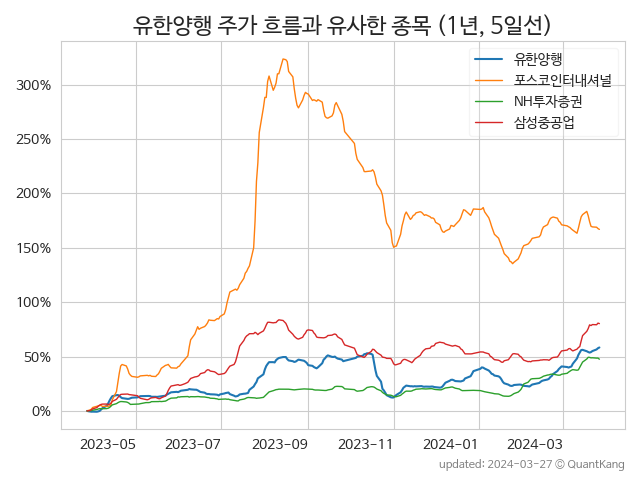 유한양행 주가 흐름과 유사한 종목 (1년, 5일선)
유한양행
포스코인터내셔널
NH투자증권
삼성중공업
300%
250%
200%
150%
100%
50%
0%
2023-05 2023-07 2023-09 2023-11 2024-01 2024-03
updated: 2024-03-27 © QuantKang